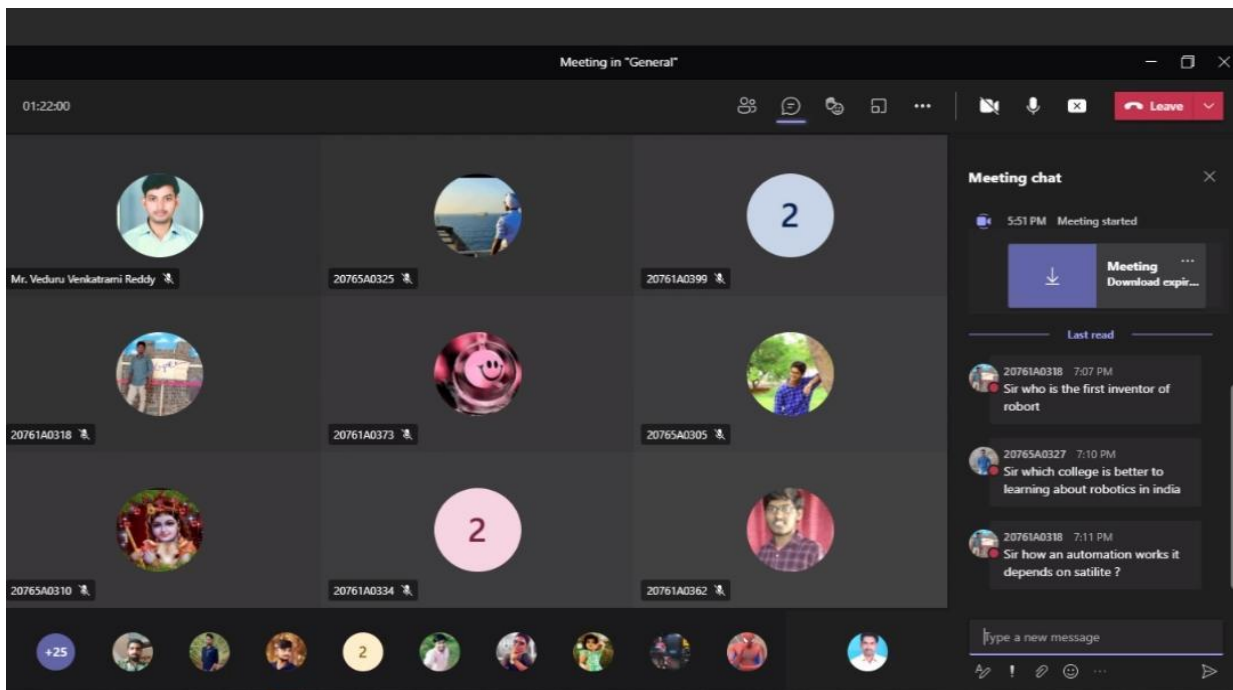 Meeting in "General"
01:22:00
Leave
Mr. Veduru Venkatrami Reddy
20765A0325
2
20761A0399
20761A0318
20761A0373
20765A0305
20765A0310
2
20761A0334
20761A0362
+25
2
Meeting chat
5:51 PM Meeting started
Meeting
...
Download expir...
Last read
20761A0318 7:07 PM
Sir who is the first inventor of
robort
20765A0327 7:10 PM
Sir which college is better to
learning about robotics in india
20761A0318 7:11 PM
Sir how an automation works it
depends on satilite ?
Type a new message